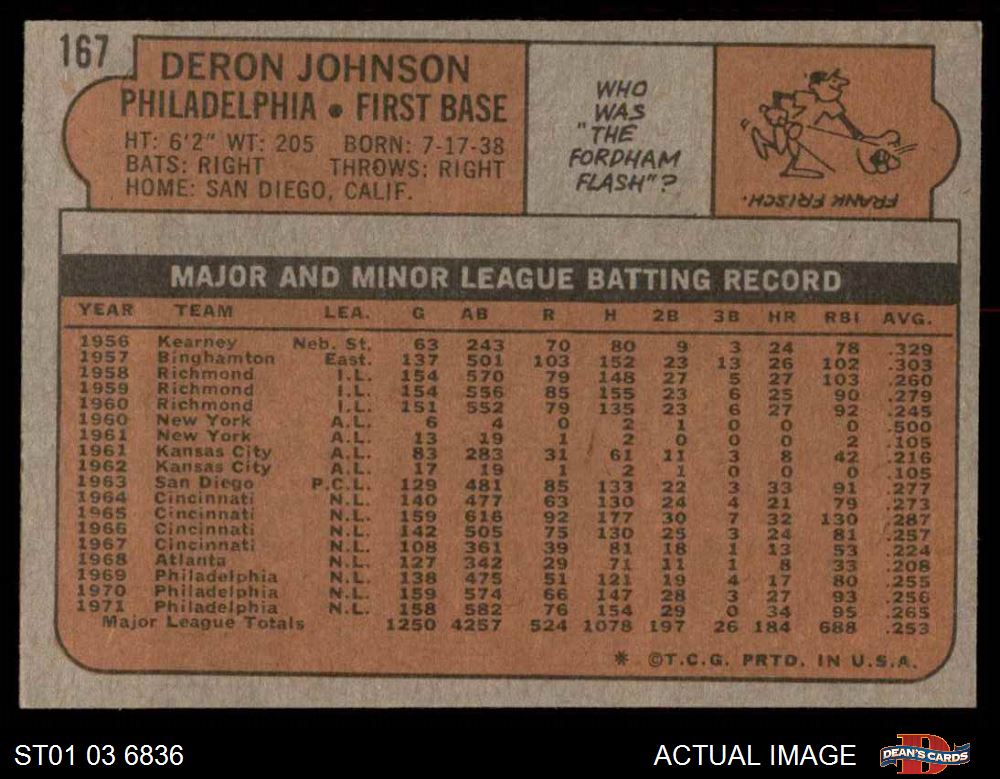 167
DERON JOHNSON
PHILADELPHIA • FIRST BASE
HT: 6'2" WT: 205 BORN: 7-17-38
BATS: RIGHT THROWS: RIGHT
HOME: SAN DIEGO, CALIF.
WHO
WAS
"THE
FORDHAM
FLASH"?
FRANK FRISCH.
MAJOR AND MINOR LEAGUE BATTING RECORD
YEAR TEAM LEA. G AB R H 2B 3B HR RBI AVG.
1956 Kearney Neb. St. 63 243 70 80 9 3 24 78 .329
1957 Binghamton East. 137 501 103 152 23 13 26 102 .303
1958 Richmond I.L. 154 570 79 148 27 5 27 103 .260
1959 Richmond I.L. 154 556 85 155 23 6 25 90 .279
1960 Richmond I.L. 151 552 79 135 23 6 27 92 .245
1960 New York A.L. 6 4 0 2 1 0 0 0 .500
1961 New York A.L. 13 19 1 2 0 0 0 2 .105
1961 Kansas City A.L. 83 283 31 61 11 3 8 42 .216
1962 Kansas City A.L. 17 19 1 2 1 0 0 0 .105
1963 San Diego P.C.L. 129 481 85 133 22 3 33 91 .277
1964 Cincinnati N.L. 140 477 63 130 24 4 21 79 .273
1965 Cincinnati N.L. 159 616 92 177 30 7 32 130 .287
1966 Cincinnati N.L. 142 505 75 130 25 3 24 81 .257
1967 Cincinnati N.L. 108 361 39 81 18 1 13 53 .224
1968 Atlanta N.L. 127 342 29 71 11 1 8 33 .208
1969 Philadelphia N.L. 138 475 51 121 19 4 17 80 .255
1970 Philadelphia N.L. 159 574 66 147 28 3 27 93 .256
1971 Philadelphia N.L. 158 582 76 154 29 0 34 95 .265
Major League Totals 1250 4257 524 1078 197 26 184 688 .253
* ©T.C.G. PRTD. IN U.S.A.
ST01 03 6836
ACTUAL IMAGE
DEAN'S CARDS